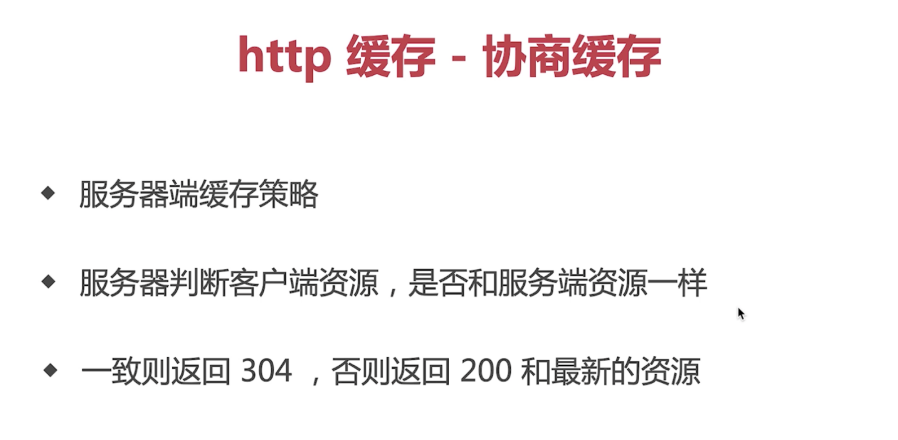 http 缓存 - 协商缓存
服务器端缓存策略
服务器判断客户端资源，是否和服务端资源一样
一致则返回 304 ，否则返回 200 和最新的资源